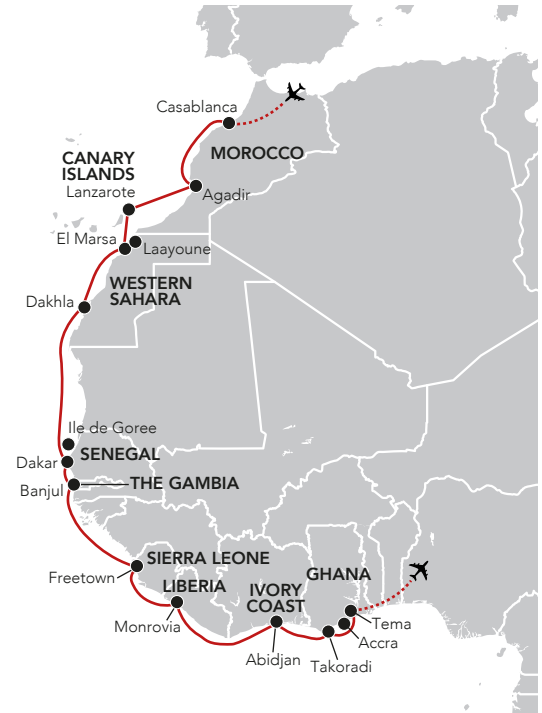 Casablanca
MOROCCO
CANARY
ISLANDS
Lanzarote
Agadir
El Marsa
Laayoune
WESTERN
SAHARA
Dakhla
Ile de Goree
SENEGAL
Dakar
THE GAMBIA
Banjul
SIERRA LEONE
Freetown
LIBERIA
GHANA
IVORY
COAST
Monrovia
Tema
Accra
Abidjan
Takoradi